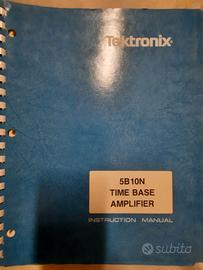 Tektronix
5B10N
TIME BASE
AMPLIFIER
INSTRUCTION MANUAL
subito